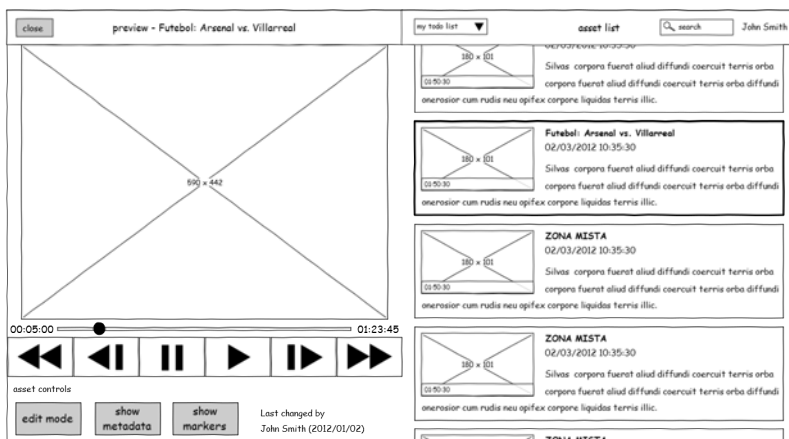 close
preview - Futebol: Arsenal vs. Villarreal
590 x 442
00:05:00
01:23:45
asset controls
edit mode
show
metadata
show
markers
Last changed by
John Smith (2012/01/02)
my todo list
asset list
search
John Smith
02/03/2012 10:35:30
180 x 101
01:50:30
Silvas corpora fuerat aliud diffundi coercuit terris orba
corpora fuerat aliud diffundi coercuit terris orba diffundi
onerosior cum rudis neu opifex corpore liquidas terris illic.
Futebol: Arsenal vs. Villarreal
02/03/2012 10:35:30
180 x 101
01:50:30
Silvas corpora fuerat aliud diffundi coercuit terris orba
corpora fuerat aliud diffundi coercuit terris orba diffundi
onerosior cum rudis neu opifex corpore liquidas terris illic.
ZONA MISTA
02/03/2012 10:35:30
180 x 101
01:50:30
Silvas corpora fuerat aliud diffundi coercuit terris orba
corpora fuerat aliud diffundi coercuit terris orba diffundi
onerosior cum rudis neu opifex corpore liquidas terris illic.
ZONA MISTA
02/03/2012 10:35:30
180 x 101
01:50:30
Silvas corpora fuerat aliud diffundi coercuit terris orba
corpora fuerat aliud diffundi coercuit terris orba diffundi
onerosior cum rudis neu opifex corpore liquidas terris illic.
ZONA MISTA